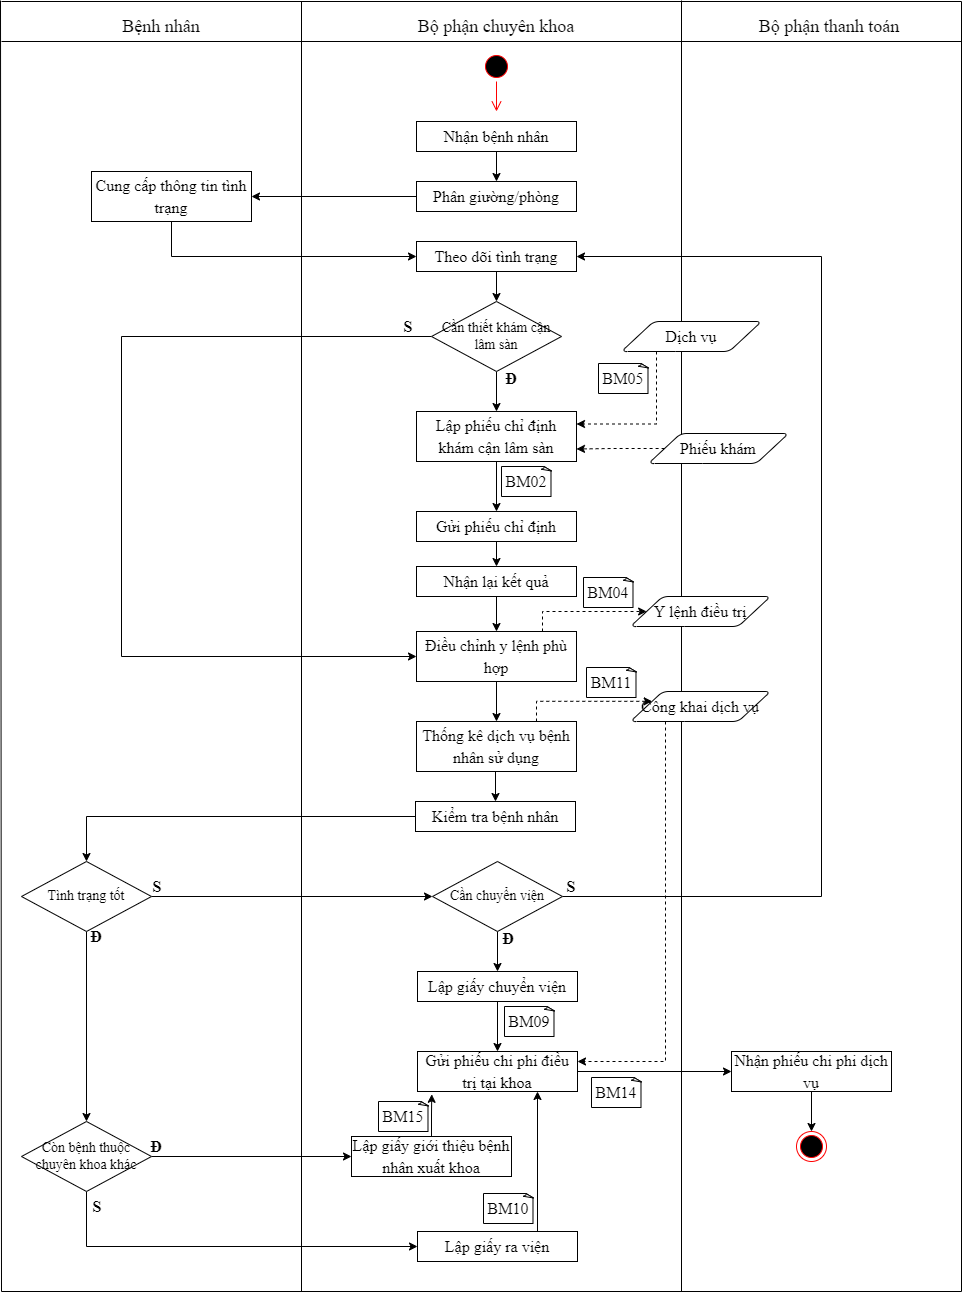 Bệnh nhân
Bộ phận chuyên khoa
Bộ phận thanh toán
Nhận bệnh nhân
Cung cấp thông tin tình
trạng
Phân giường/phòng
Theo dõi tình trạng
S
Cần thiết khám cận
lâm sàn
Dịch vụ
Đ
BM05
Lập phiếu chỉ định
khám cận lâm sàn
Phiếu khám
BM02
Gửi phiếu chỉ định
Nhận lại kết quả
BM04
Y lệnh điều trị
Điều chỉnh y lệnh phù
hợp
BM11
Công khai dịch vụ
Thống kê dịch vụ bệnh
nhân sử dụng
Kiểm tra bệnh nhân
Tình trạng tốt
S
Cần chuyển viện
S
Đ
Đ
Lập giấy chuyển viện
BM09
Gửi phiếu chi phi điều
trị tại khoa
Nhận phiếu chi phi dịch
vụ
BM14
BM15
Còn bệnh thuộc
chuyên khoa khác
Đ
Lập giấy giới thiệu bệnh
nhân xuất khoa
S
BM10
Lập giấy ra viện